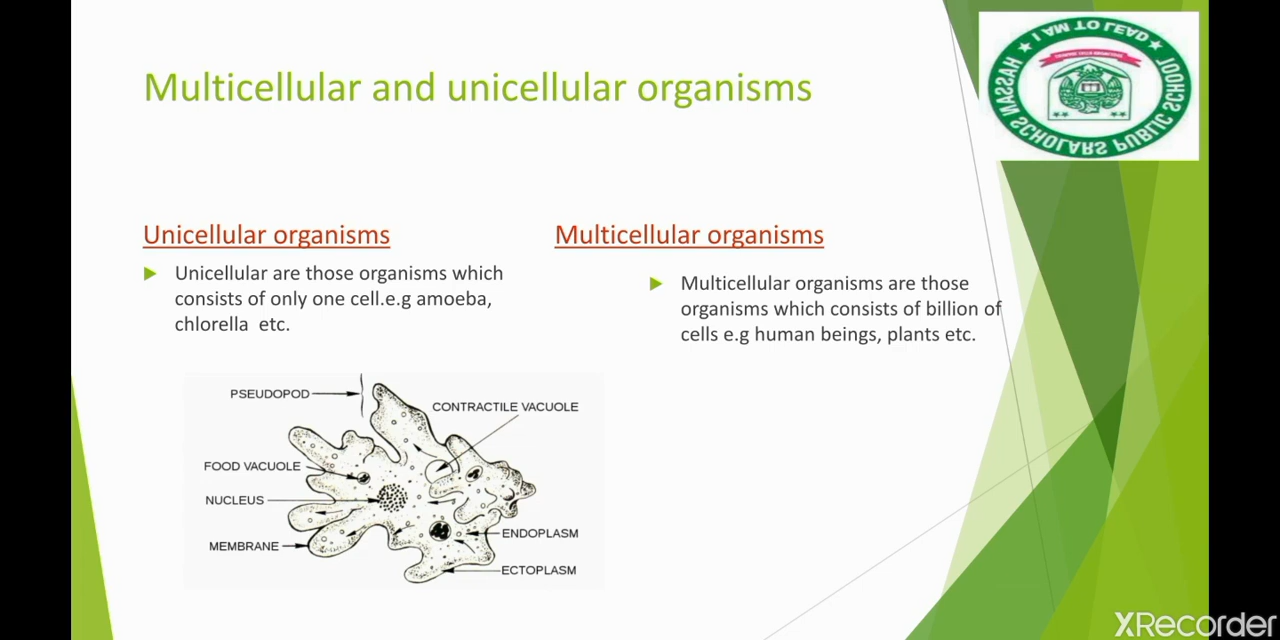 Multicellular and unicellular organisms
I AM TO LEAD
HASSAN SCHOLARS PUBLIC SCHOOL
Unicellular organisms
Unicellular are those organisms which
consists of only one cell.e.g amoeba,
chlorella etc.
Multicellular organisms
Multicellular organisms are those
organisms which consists of billion of
cells e.g human beings, plants etc.
PSEUDOPOD
CONTRACTILE VACUOLE
FOOD VACUOLE
NUCLEUS
MEMBRANE
ENDOPLASM
ECTOPLASM
XRecorder